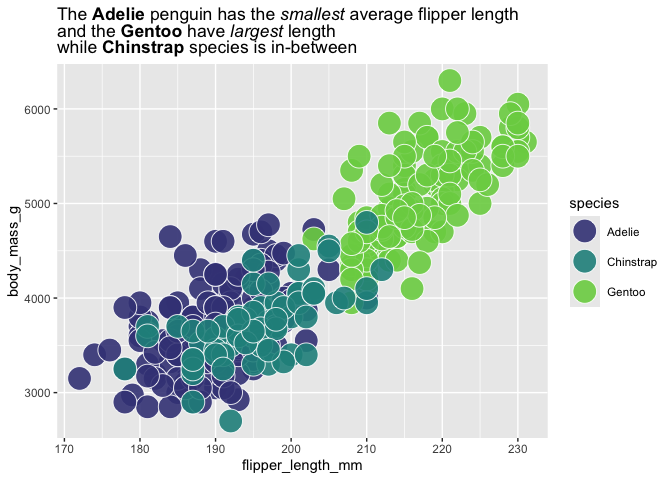 The Adelie penguin has the smallest average flipper length
and the Gentoo have largest length
while Chinstrap species is in-between
body_mass_g
6000
5000
4000
3000
170 180 190 200 210 220 230
flipper_length_mm
species
Adelie
Chinstrap
Gentoo